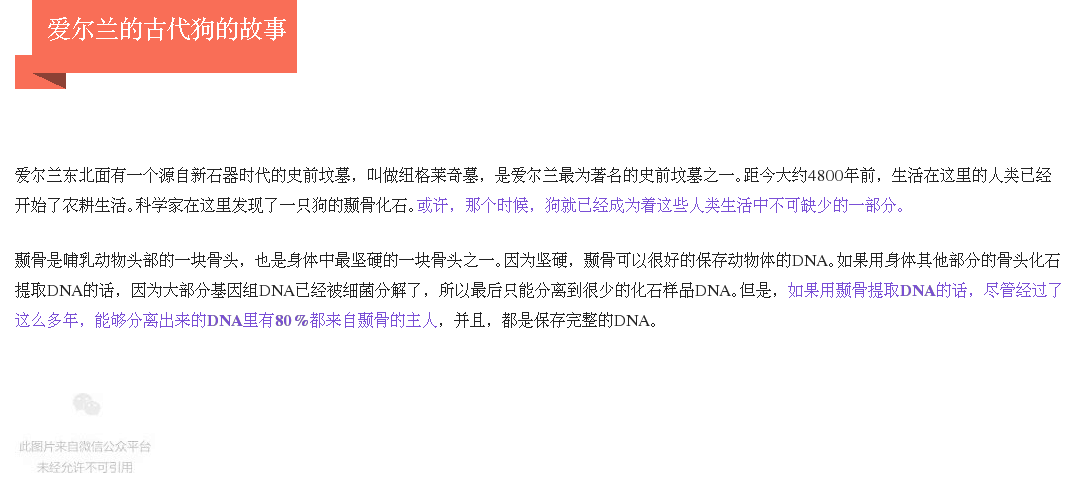 爱尔兰的古代狗的故事
爱尔兰东北面有一个源自新石器时代的史前坟墓，叫做纽格莱奇墓，是爱尔兰最为著名的史前坟墓之一。距今大约4800年前，生活在这里的人类已经
开始了农耕生活。科学家在这里发现了一只狗的颞骨化石。或许，那个时候，狗就已经成为着这些人类生活中不可缺少的一部分。
颞骨是哺乳动物头部的一块骨头，也是身体中最坚硬的一块骨头之一。因为坚硬，颞骨可以很好的保存动物体的DNA。如果用身体其他部分的骨头化石
提取DNA的话，因为大部分基因组DNA已经被细菌分解了，所以最后只能分离到很少的化石样品DNA。但是，如果用颞骨提取DNA的话，尽管经过了
这么多年，能够分离出来的DNA里有80%都来自颞骨的主人，并且，都是保存完整的DNA。
此图片来自微信公众平台
未经允许不可引用